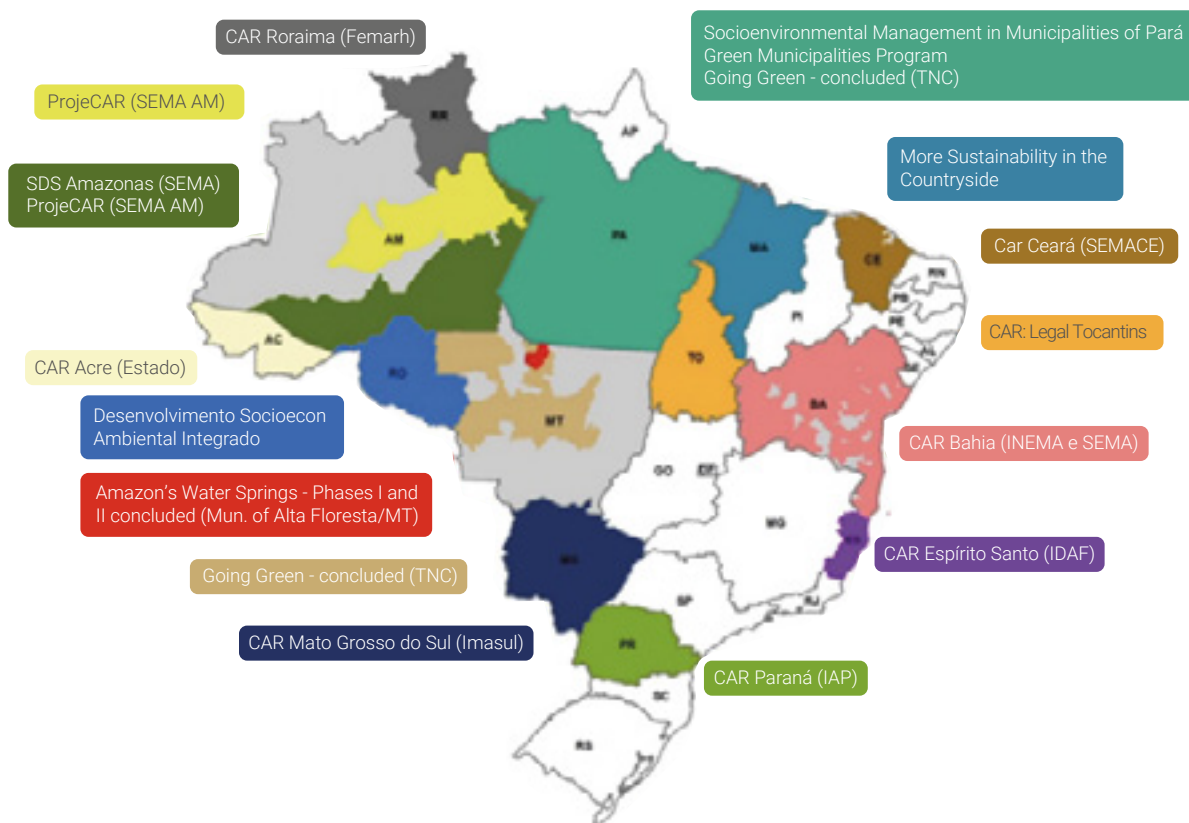 CAR Roraima (Femarh)
Socioenvironmental Management in Municipalities of Pará
Green Municipalities Program
Going Green - concluded (TNC)
ProjeCAR (SEMA AM)
More Sustainability in the
Countryside
SDS Amazonas (SEMA)
ProjeCAR (SEMA AM)
Car Ceará (SEMACE)
CAR: Legal Tocantins
CAR Acre (Estado)
Desenvolvimento Socioecon
Ambiental Integrado
CAR Bahia (INEMA e SEMA)
Amazon's Water Springs - Phases I and
II concluded (Mun. of Alta Floresta/MT)
CAR Espírito Santo (IDAF)
Going Green - concluded (TNC)
CAR Mato Grosso do Sul (Imasul)
CAR Paraná (IAP)
RR
AP
AM
PA
MA
CE
RN
PB
PI
PE
AL
AC
RO
TO
BA
MT
GO
DF
MG
MS
SP
RJ
PR
SC
RS